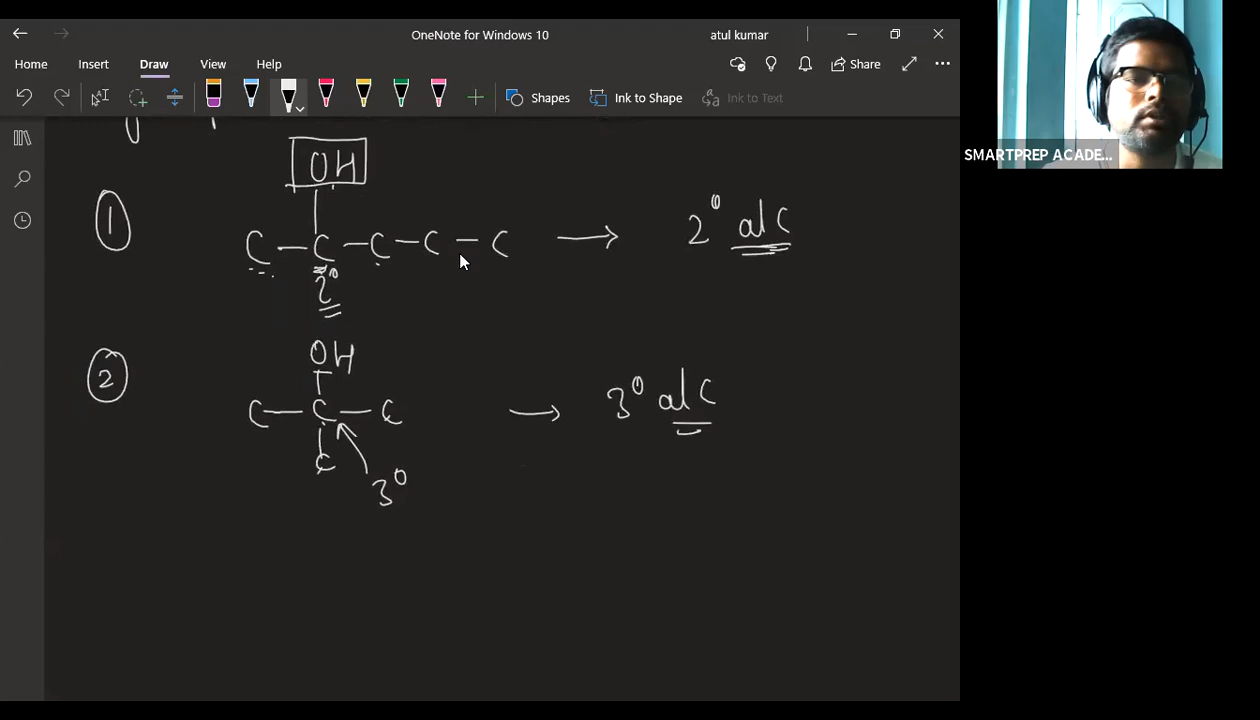 OneNote for Windows 10
atul kumar
Home Insert Draw View Help
Share
Shapes Ink to Shape Ink to Text
SMARTPREP ACADE...
OH
1 C-C-C-C-C → 2° alc
2°
2 OH
C-C-C → 3° alc
C
3°